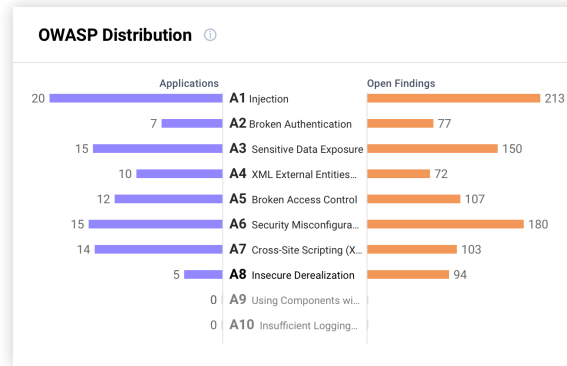 OWASP Distribution
Applications Open Findings
20 A1 Injection 213
7 A2 Broken Authentication 77
15 A3 Sensitive Data Exposure 150
10 A4 XML External Entities... 72
12 A5 Broken Access Control 107
15 A6 Security Misconfigura... 180
14 A7 Cross-Site Scripting (X... 103
5 A8 Insecure Derealization 94
0 A9 Using Components wi...
0 A10 Insufficient Logging...